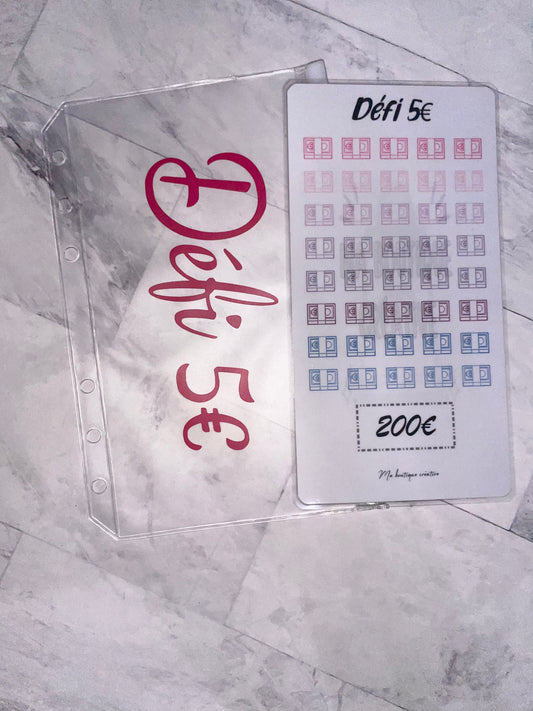 Défi 5€
Défi 5€
200€
Ma boutique créative